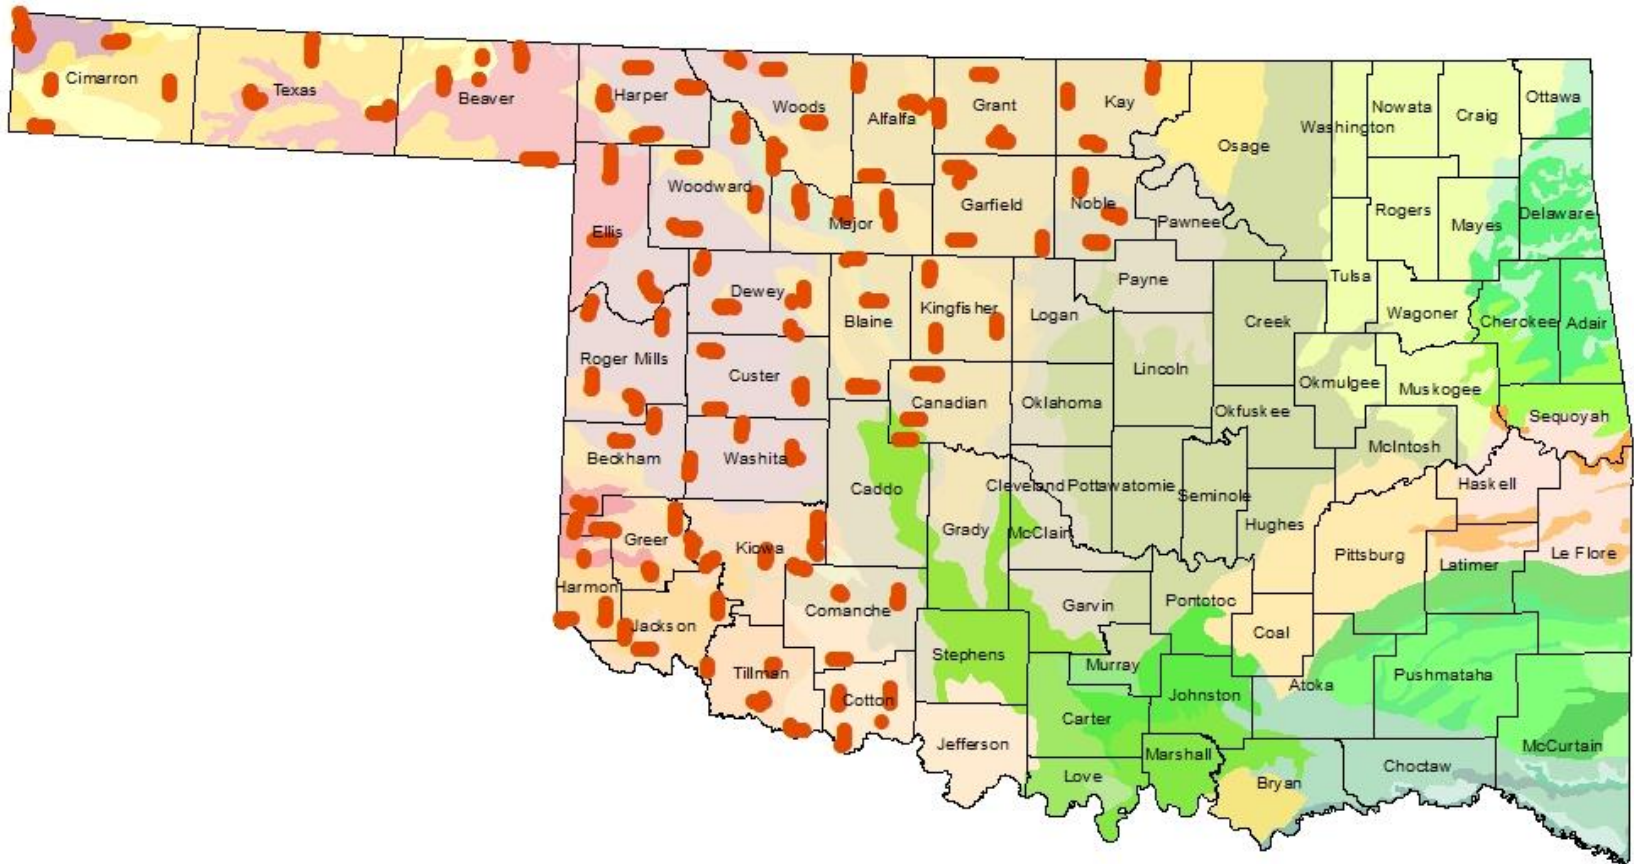 Cimarron
Texas
Beaver
Harper
Woods
Alfalfa
Grant
Kay
Osage
Washington
Nowata
Craig
Ottawa
Woodward
Major
Garfield
Noble
Pawnee
Rogers
Mayes
Delaware
Ellis
Dewey
Blaine
Kingfisher
Logan
Payne
Creek
Tulsa
Wagoner
Cherokee
Adair
Roger Mills
Custer
Canadian
Oklahoma
Lincoln
Okfuskee
Okmulgee
Muskogee
Sequoyah
Beckham
Washita
Caddo
Grady
Cleveland
Pottawatomie
Seminole
McIntosh
Haskell
Greer
Kiowa
McClain
Hughes
Pittsburg
Latimer
Le Flore
Harmon
Jackson
Comanche
Garvin
Pontotoc
Coal
Tillman
Cotton
Stephens
Murray
Johnston
Atoka
Pushmataha
Jefferson
Carter
Love
Marshall
Bryan
Choctaw
McCurtain